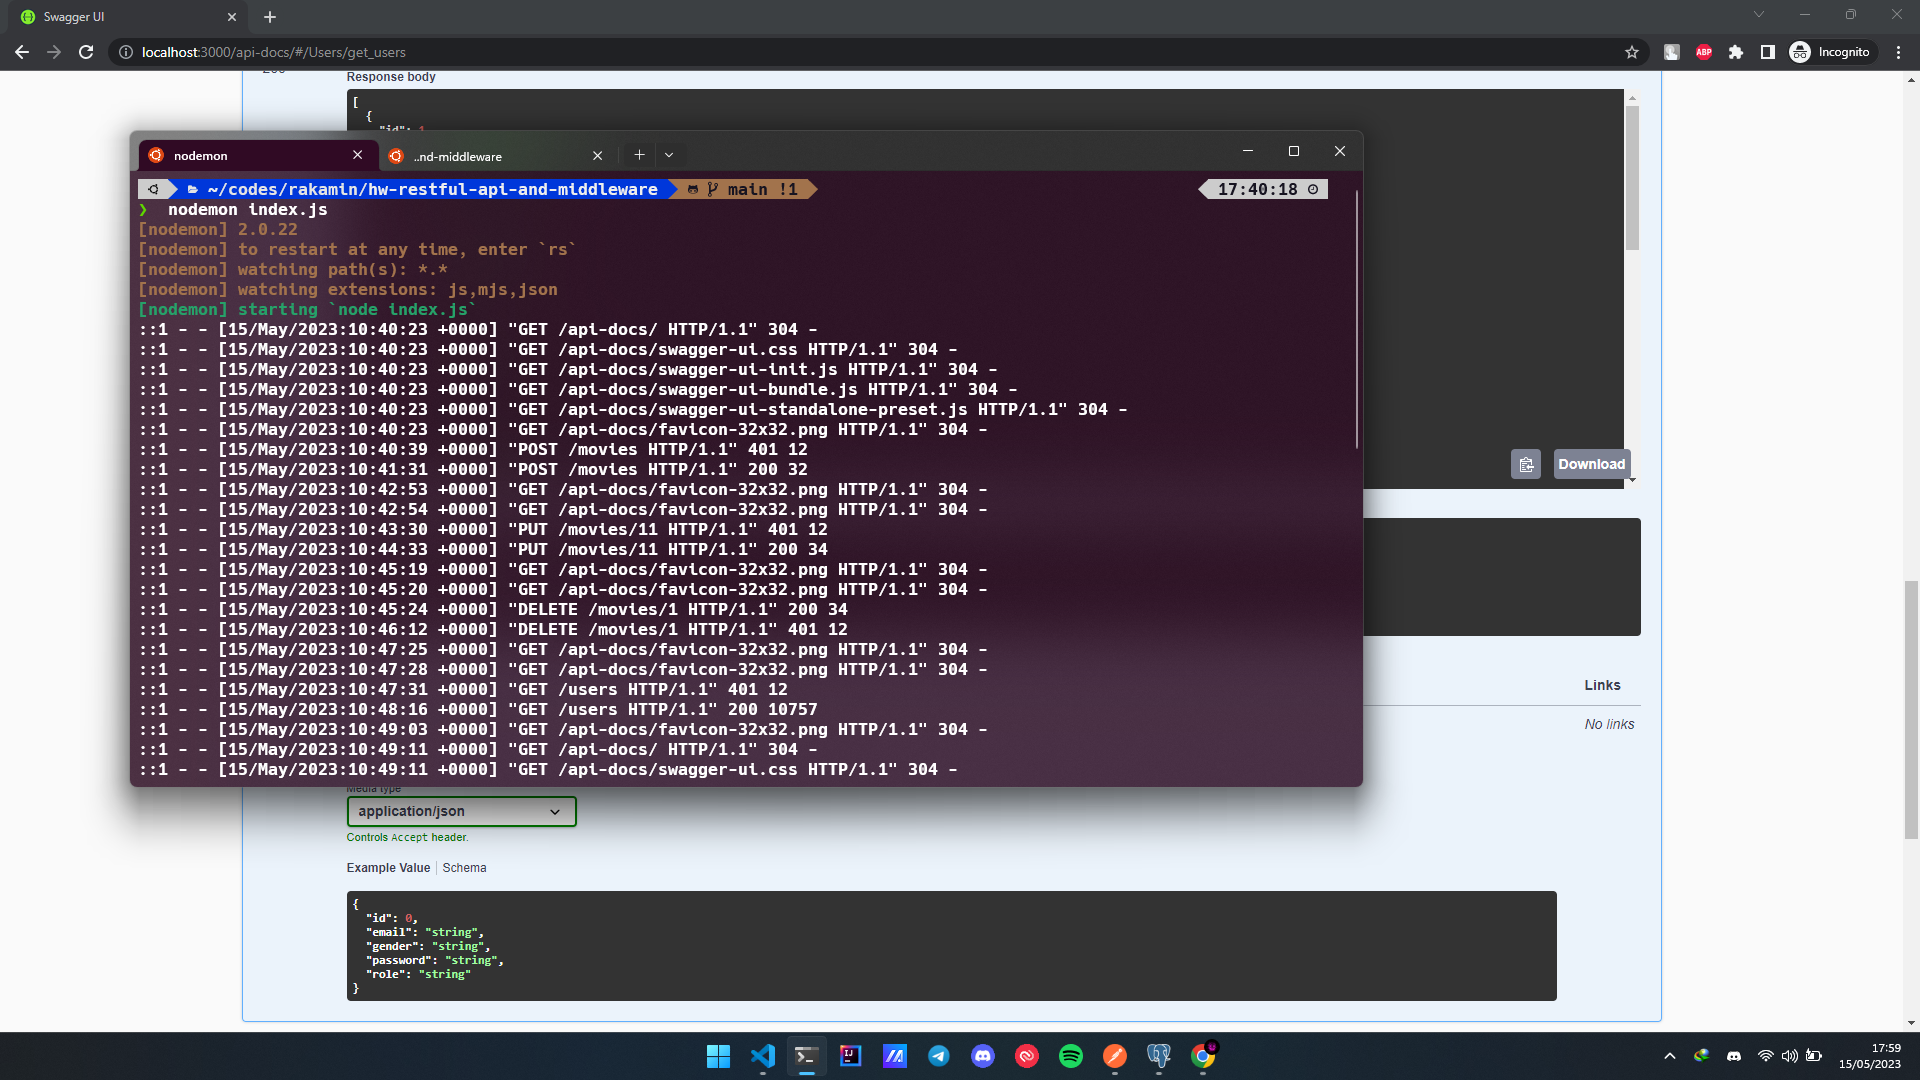 Swagger UI
localhost:3000/api-docs/#/Users/get_users
ABP
Incognito
Response body
[
{
"id": 1
nodemon
..nd-middleware
~/codes/rakamin/hw-restful-api-and-middleware
main !1
17:40:18
❯ nodemon index.js
[nodemon] 2.0.22
[nodemon] to restart at any time, enter `rs`
[nodemon] watching path(s): *.*
[nodemon] watching extensions: js,mjs,json
[nodemon] starting `node index.js`
::1 - - [15/May/2023:10:40:23 +0000] "GET /api-docs/ HTTP/1.1" 304 -
::1 - - [15/May/2023:10:40:23 +0000] "GET /api-docs/swagger-ui.css HTTP/1.1" 304 -
::1 - - [15/May/2023:10:40:23 +0000] "GET /api-docs/swagger-ui-init.js HTTP/1.1" 304 -
::1 - - [15/May/2023:10:40:23 +0000] "GET /api-docs/swagger-ui-bundle.js HTTP/1.1" 304 -
::1 - - [15/May/2023:10:40:23 +0000] "GET /api-docs/swagger-ui-standalone-preset.js HTTP/1.1" 304 -
::1 - - [15/May/2023:10:40:23 +0000] "GET /api-docs/favicon-32x32.png HTTP/1.1" 304 -
::1 - - [15/May/2023:10:40:39 +0000] "POST /movies HTTP/1.1" 401 12
::1 - - [15/May/2023:10:41:31 +0000] "POST /movies HTTP/1.1" 200 32
::1 - - [15/May/2023:10:42:53 +0000] "GET /api-docs/favicon-32x32.png HTTP/1.1" 304 -
::1 - - [15/May/2023:10:42:54 +0000] "GET /api-docs/favicon-32x32.png HTTP/1.1" 304 -
::1 - - [15/May/2023:10:43:30 +0000] "PUT /movies/11 HTTP/1.1" 401 12
::1 - - [15/May/2023:10:44:33 +0000] "PUT /movies/11 HTTP/1.1" 200 34
::1 - - [15/May/2023:10:45:19 +0000] "GET /api-docs/favicon-32x32.png HTTP/1.1" 304 -
::1 - - [15/May/2023:10:45:20 +0000] "GET /api-docs/favicon-32x32.png HTTP/1.1" 304 -
::1 - - [15/May/2023:10:45:24 +0000] "DELETE /movies/1 HTTP/1.1" 200 34
::1 - - [15/May/2023:10:46:12 +0000] "DELETE /movies/1 HTTP/1.1" 401 12
::1 - - [15/May/2023:10:47:25 +0000] "GET /api-docs/favicon-32x32.png HTTP/1.1" 304 -
::1 - - [15/May/2023:10:47:28 +0000] "GET /api-docs/favicon-32x32.png HTTP/1.1" 304 -
::1 - - [15/May/2023:10:47:31 +0000] "GET /users HTTP/1.1" 401 12
::1 - - [15/May/2023:10:48:16 +0000] "GET /users HTTP/1.1" 200 10757
::1 - - [15/May/2023:10:49:03 +0000] "GET /api-docs/favicon-32x32.png HTTP/1.1" 304 -
::1 - - [15/May/2023:10:49:11 +0000] "GET /api-docs/ HTTP/1.1" 304 -
::1 - - [15/May/2023:10:49:11 +0000] "GET /api-docs/swagger-ui.css HTTP/1.1" 304 -
Download
Links
No links
Media type
application/json
Controls Accept header.
Example Value
Schema
{
"id": 0,
"email": "string",
"gender": "string",
"password": "string",
"role": "string"
}
17:59
15/05/2023